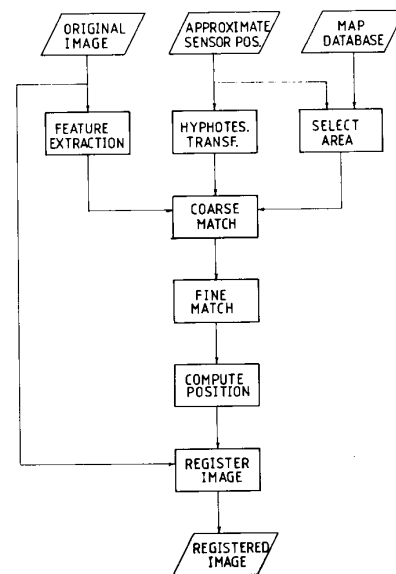 ORIGINAL
IMAGE
APPROXIMATE
SENSOR POS.
MAP
DATABASE
FEATURE
EXTRACTION
HYPHOTES.
TRANSF.
SELECT
AREA
COARSE
MATCH
FINE
MATCH
COMPUTE
POSITION
REGISTER
IMAGE
REGISTERED
IMAGE